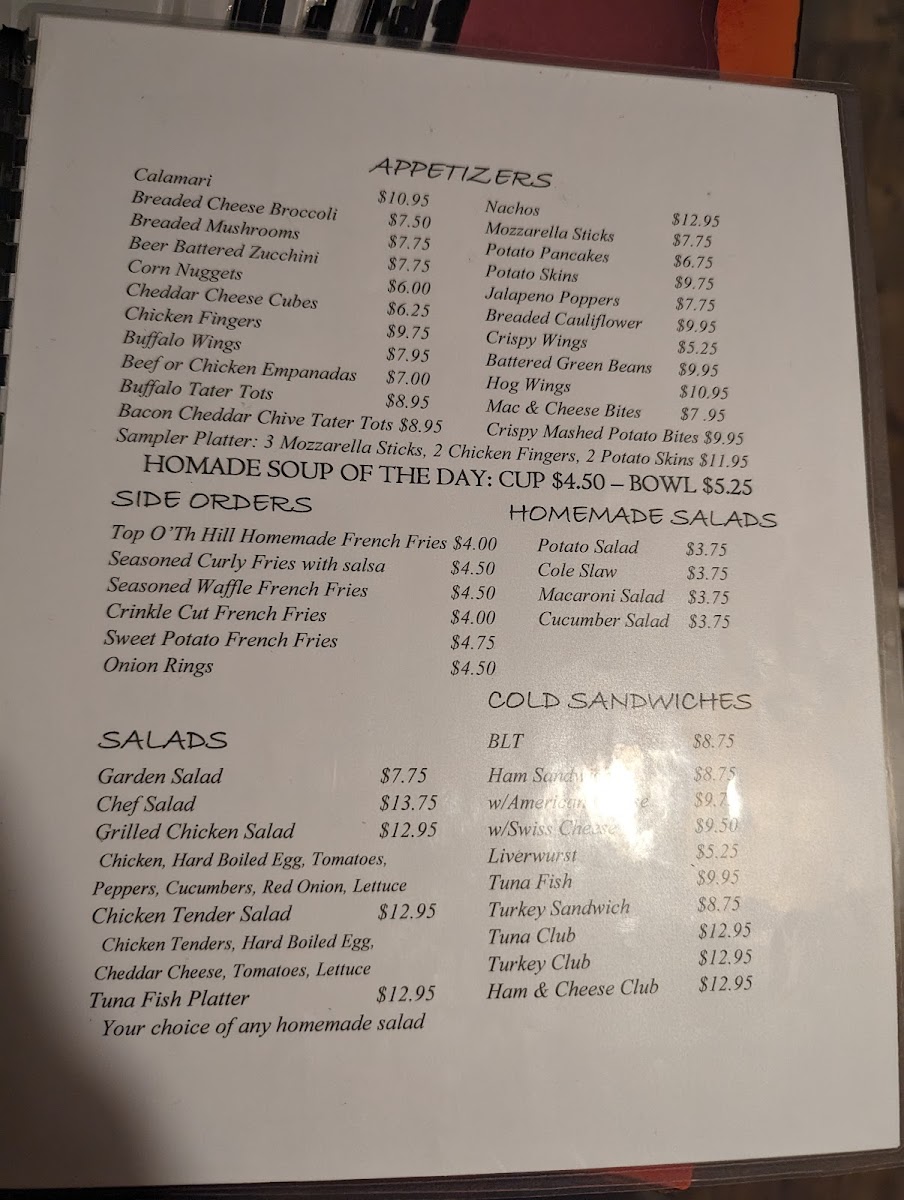 APPETIZERS
Calamari $10.95
Breaded Cheese Broccoli $7.50
Breaded Mushrooms $7.75
Beer Battered Zucchini $7.75
Corn Nuggets $6.00
Cheddar Cheese Cubes $6.25
Chicken Fingers $9.75
Buffalo Wings $7.95
Beef or Chicken Empanadas $7.00
Buffalo Tater Tots $8.95
Bacon Cheddar Chive Tater Tots $8.95
Nachos $12.95
Mozzarella Sticks $7.75
Potato Pancakes $6.75
Potato Skins $9.75
Jalapeno Poppers $7.75
Breaded Cauliflower $9.95
Crispy Wings $5.25
Battered Green Beans $9.95
Hog Wings $10.95
Mac & Cheese Bites $7 .95
Crispy Mashed Potato Bites $9.95
Sampler Platter: 3 Mozzarella Sticks, 2 Chicken Fingers, 2 Potato Skins $11.95
HOMADE SOUP OF THE DAY: CUP $4.50 – BOWL $5.25
SIDE ORDERS
Top O'Th Hill Homemade French Fries $4.00
Seasoned Curly Fries with salsa $4.50
Seasoned Waffle French Fries $4.50
Crinkle Cut French Fries $4.00
Sweet Potato French Fries $4.75
Onion Rings $4.50
HOMEMADE SALADS
Potato Salad $3.75
Cole Slaw $3.75
Macaroni Salad $3.75
Cucumber Salad $3.75
SALADS
Garden Salad $7.75
Chef Salad $13.75
Grilled Chicken Salad $12.95
Chicken, Hard Boiled Egg, Tomatoes,
Peppers, Cucumbers, Red Onion, Lettuce
Chicken Tender Salad $12.95
Chicken Tenders, Hard Boiled Egg,
Cheddar Cheese, Tomatoes, Lettuce
Tuna Fish Platter $12.95
Your choice of any homemade salad
COLD SANDWICHES
BLT $8.75
Ham $8.75
w/American
w/Swiss Cheese $9.50
Liverwurst $5.25
Tuna Fish $9.95
Turkey Sandwich $8.75
Tuna Club $12.95
Turkey Club $12.95
Ham & Cheese Club $12.95